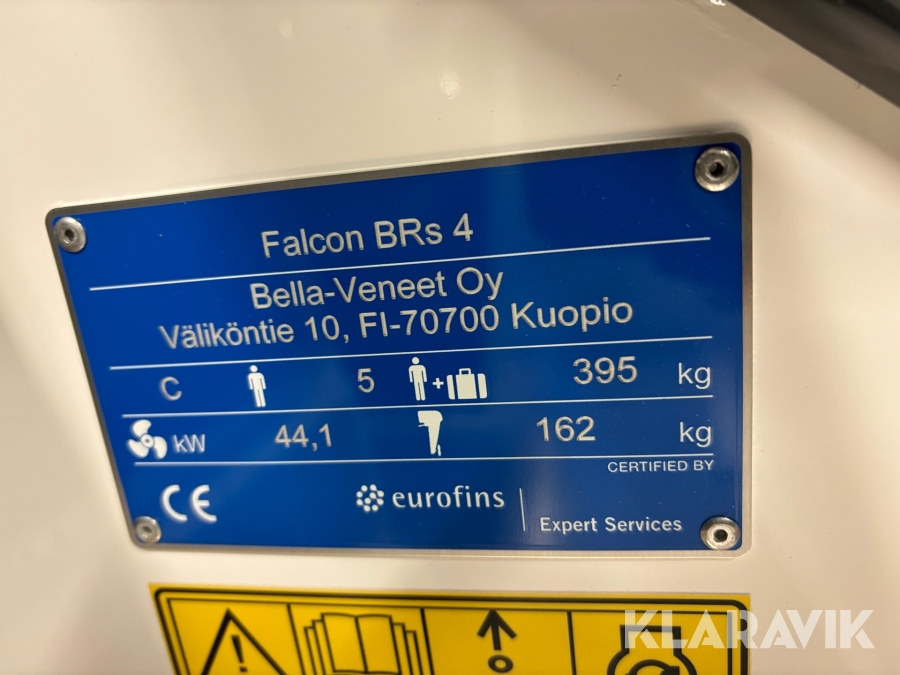 Falcon BRs 4
Bella-Veneet Oy
Väliköntie 10, FI-70700 Kuopio
C 5 + 395 kg
kW 44,1 162 kg
CERTIFIED BY
CE eurofins
Expert Services
KLARAVIK